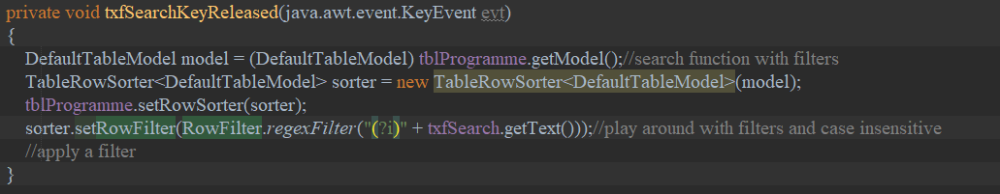 private void txfSearchKeyReleased(java.awt.event.KeyEvent evt)
{
DefaultTableModel model = (DefaultTableModel) tblProgramme.getModel();//search function with filters
TableRowSorter<DefaultTableModel> sorter = new TableRowSorter<DefaultTableModel>(model);
tblProgramme.setRowSorter(sorter);
sorter.setRowFilter(RowFilter.regexFilter("(?i)" + txfSearch.getText()));//play around with filters and case insensitive
//apply a filter
}